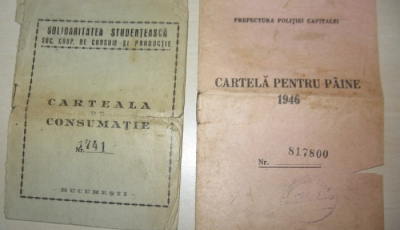 SOLIDARITATEA STUDENȚEASCĂ
SOC. COOP. DE CONSUM ȘI PRODUCȚIE
CARTEALA
DE
CONSUMAȚIE
Nr. 1741
BUCUREȘTI
PREFECTURA POLIȚIEI CAPITALEI
CARTELĂ PENTRU PÂINE
1946
Nr. 817800